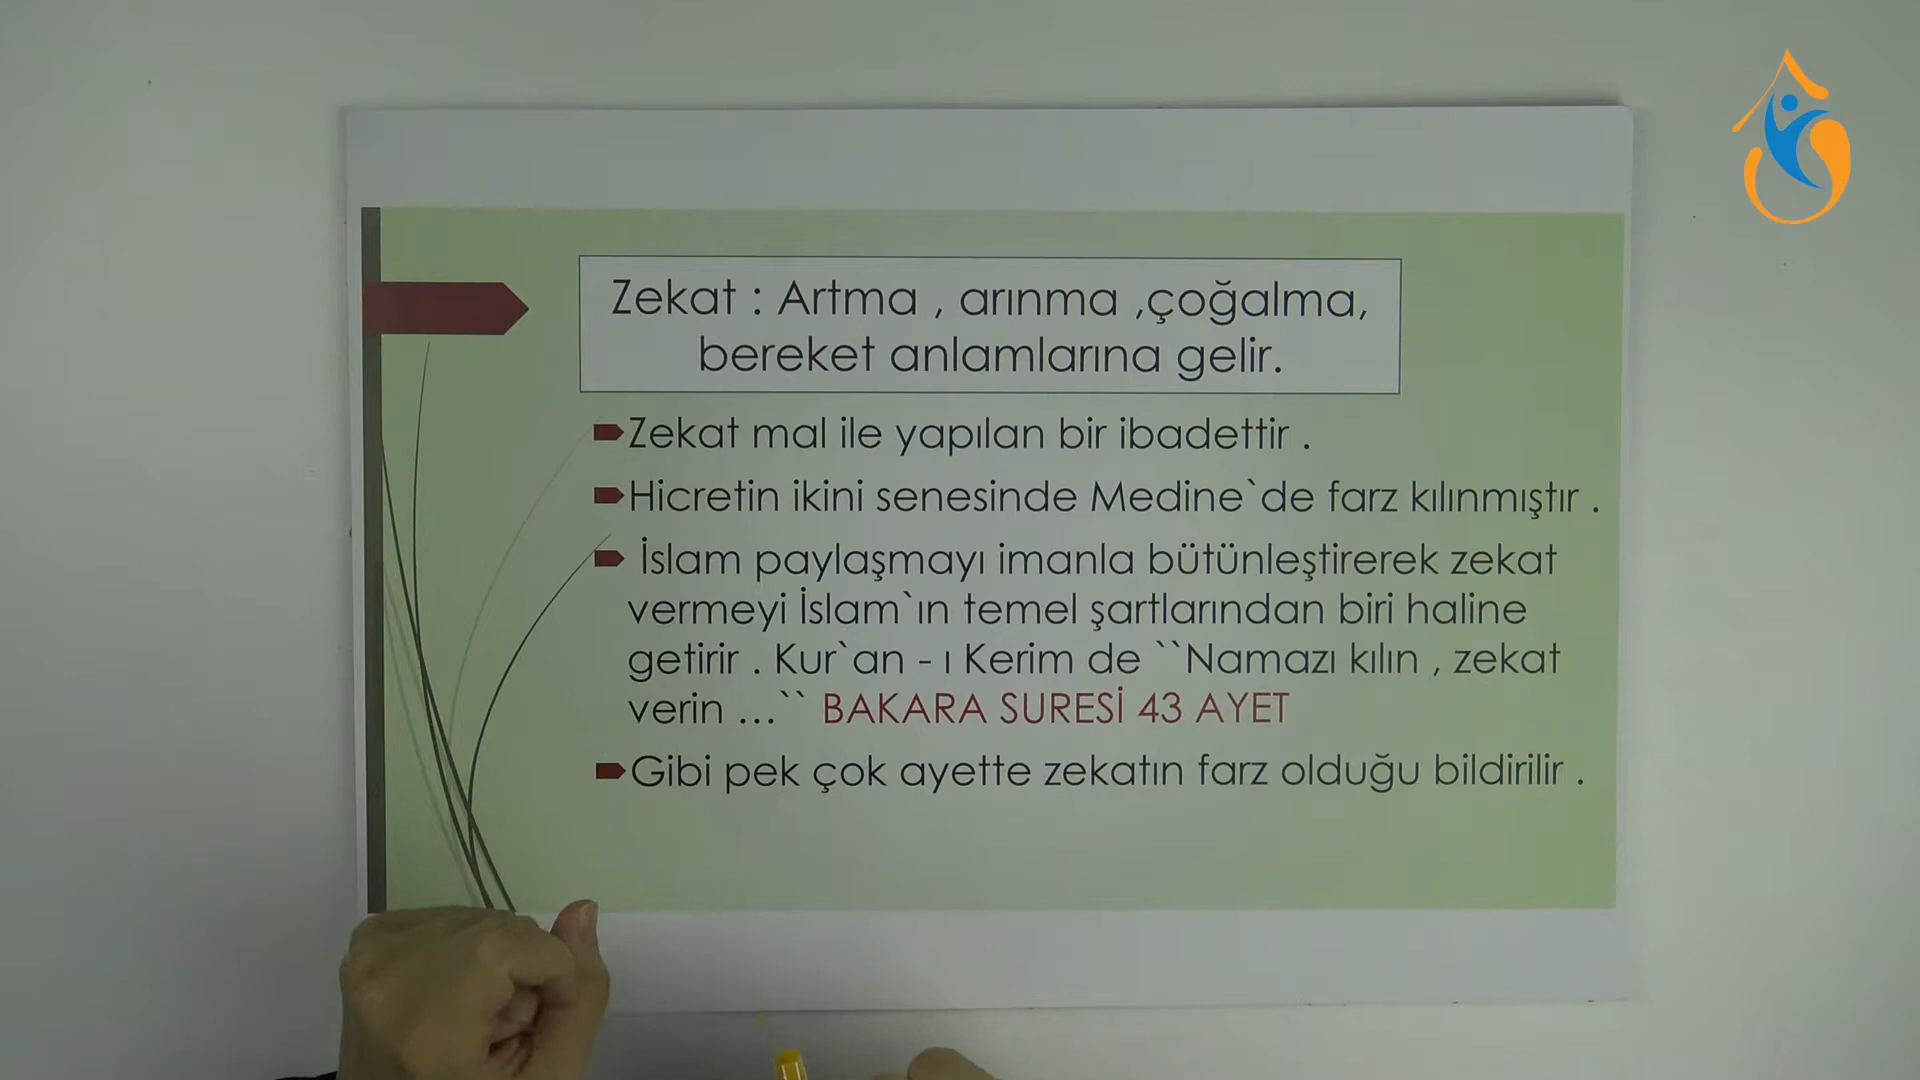 Zekat : Artma , arınma ,çoğalma,
bereket anlamlarına gelir.
Zekat mal ile yapılan bir ibadettir .
Hicretin ikini senesinde Medine`de farz kılınmıştır .
İslam paylaşmayı imanla bütünleştirerek zekat
vermeyi İslam`ın temel şartlarından biri haline
getirir . Kur`an - ı Kerim de ``Namazı kılın , zekat
verin ...`` BAKARA SURESİ 43 AYET
Gibi pek çok ayette zekatın farz olduğu bildirilir .